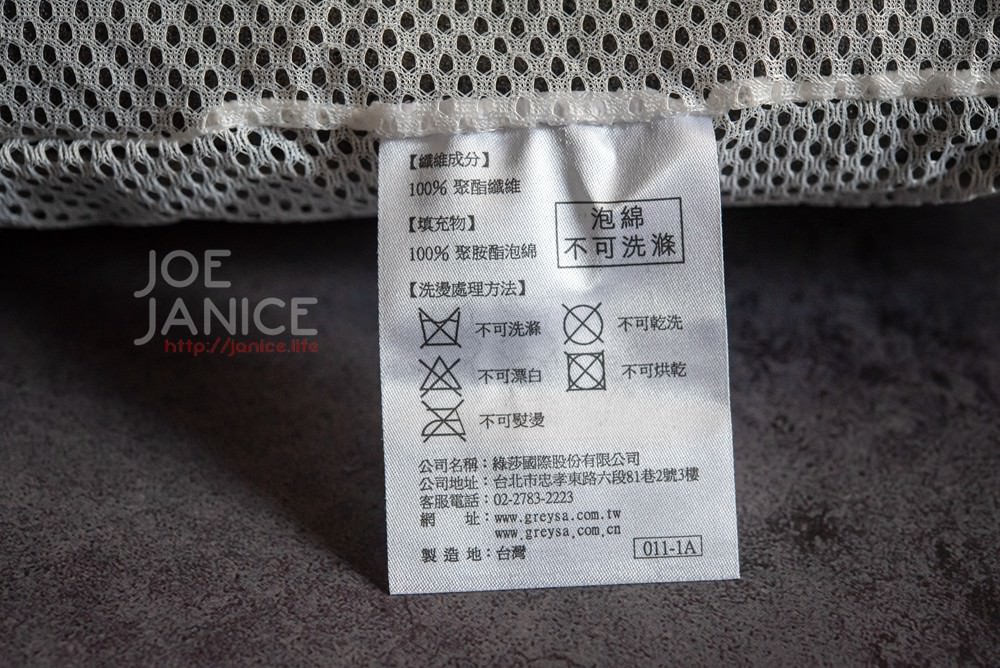 【纖維成分】
100% 聚酯纖維
【填充物】
100% 聚胺酯泡綿
泡綿
不可洗滌
【洗燙處理方法】
不可洗滌
不可乾洗
不可漂白
不可烘乾
不可熨燙
公司名稱：綠莎國際股份有限公司
公司地址：台北市忠孝東路六段81巷2號3樓
客服電話：02-2783-2223
網 址：www.greysa.com.tw
www.greysa.com.cn
製造地：台灣
011-1A
JOE
JANICE
http://janice.life